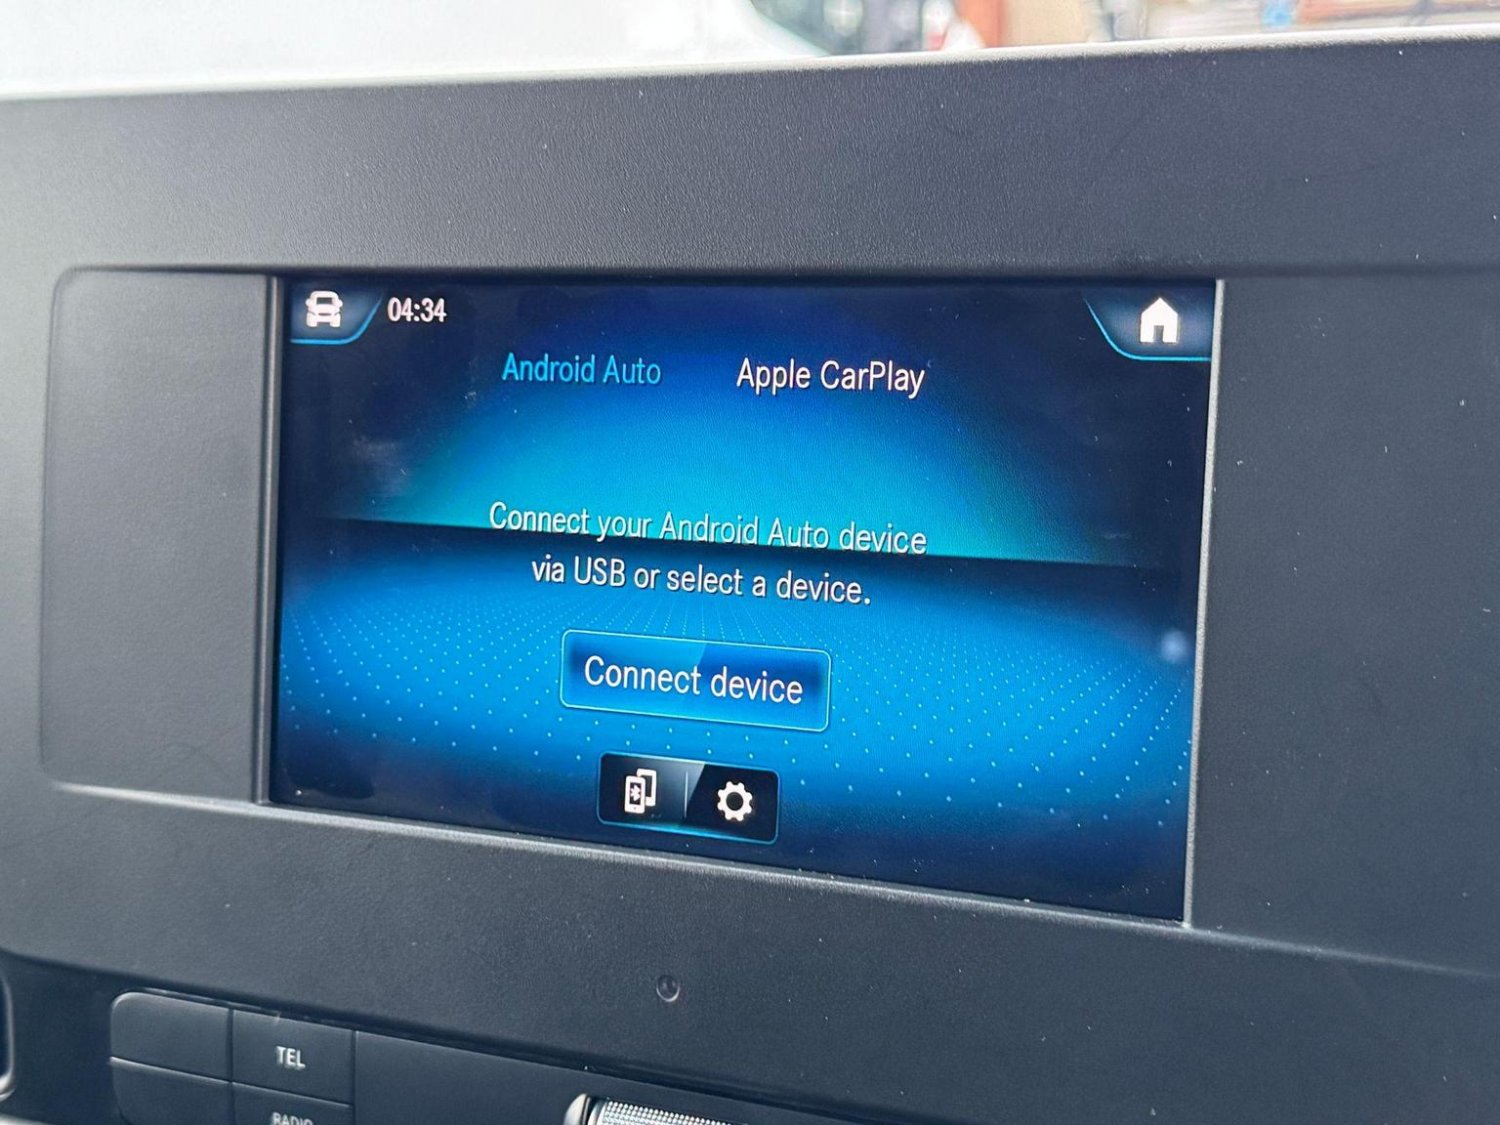 04:34
Android Auto Apple CarPlay
Connect your Android Auto device
via USB or select a device.
Connect device
TEL
RADIO